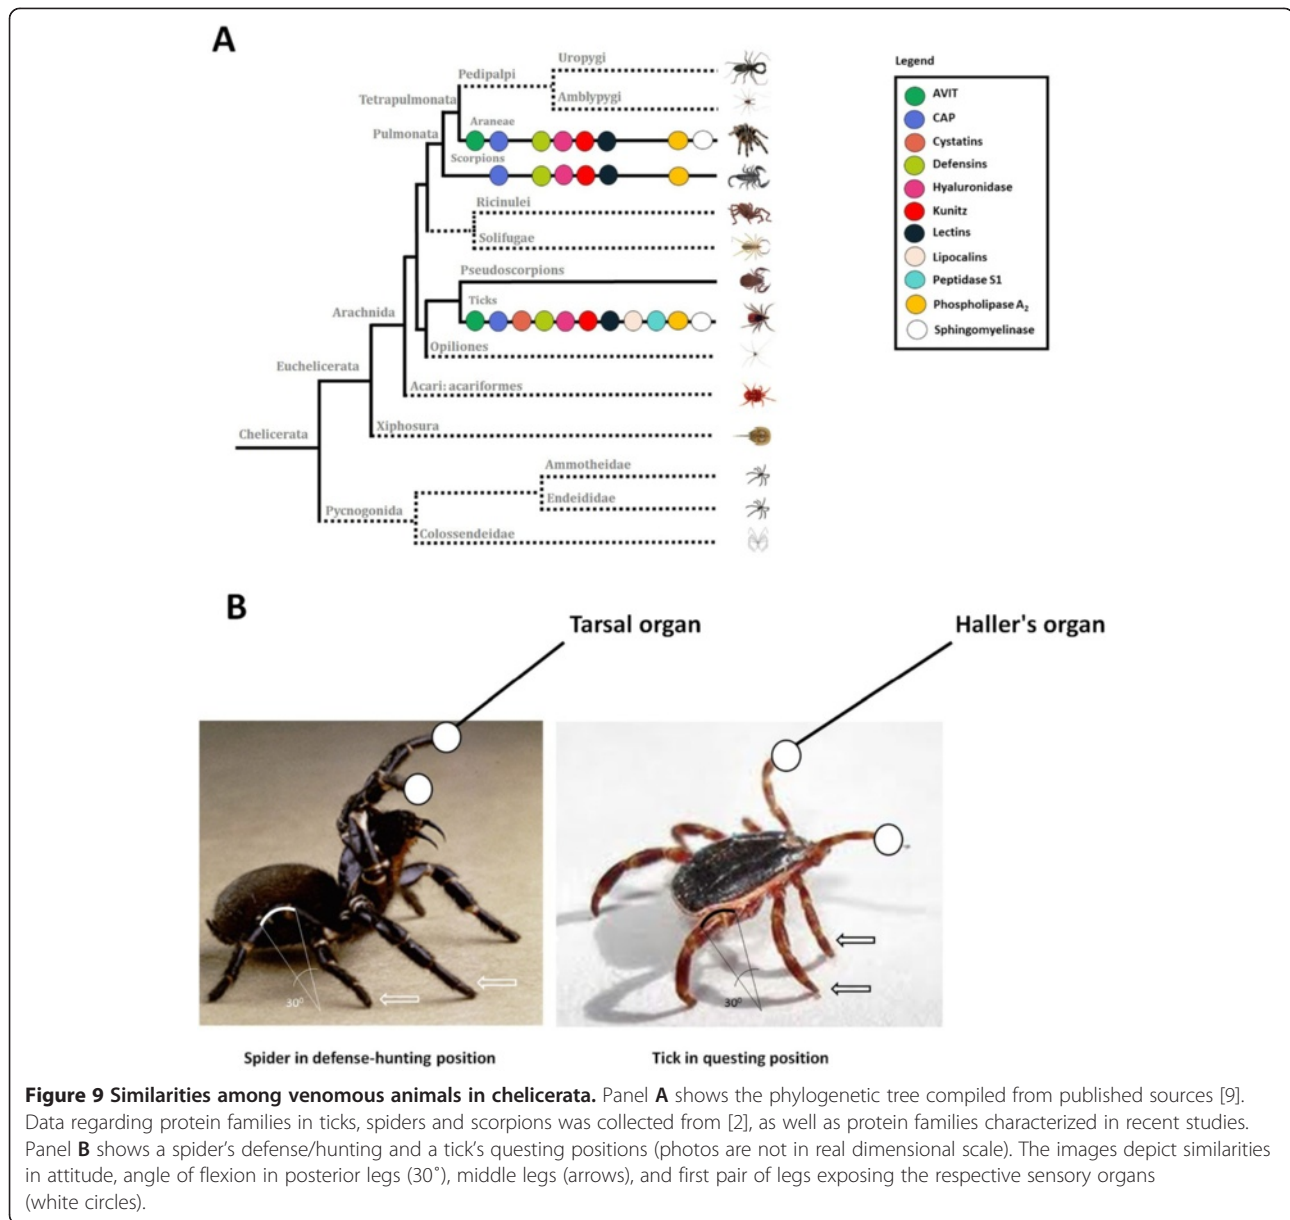 A
Uropygi
Pedipalpi
Amblypygi
Tetrapulmonata
Araneae
Pulmonata
Scorpions
Ricinulei
Solifugae
Pseudoscorpions
Ticks
Arachnida
Opiliones
Euchelicerata
Acari: acariformes
Xiphosura
Chelicerata
Ammotheidae
Endeididae
Pycnogonida
Colossendeidae
Legend
AVIT
CAP
Cystatins
Defensins
Hyaluronidase
Kunitz
Lectins
Lipocalins
Peptidase S1
Phospholipase A₂
Sphingomyelinase
B
Tarsal organ
Haller's organ
30⁰
30⁰
Spider in defense-hunting position
Tick in questing position
Figure 9 Similarities among venomous animals in chelicerata. Panel A shows the phylogenetic tree compiled from published sources [9].
Data regarding protein families in ticks, spiders and scorpions was collected from [2], as well as protein families characterized in recent studies.
Panel B shows a spider's defense/hunting and a tick's questing positions (photos are not in real dimensional scale). The images depict similarities
in attitude, angle of flexion in posterior legs (30˚), middle legs (arrows), and first pair of legs exposing the respective sensory organs
(white circles).